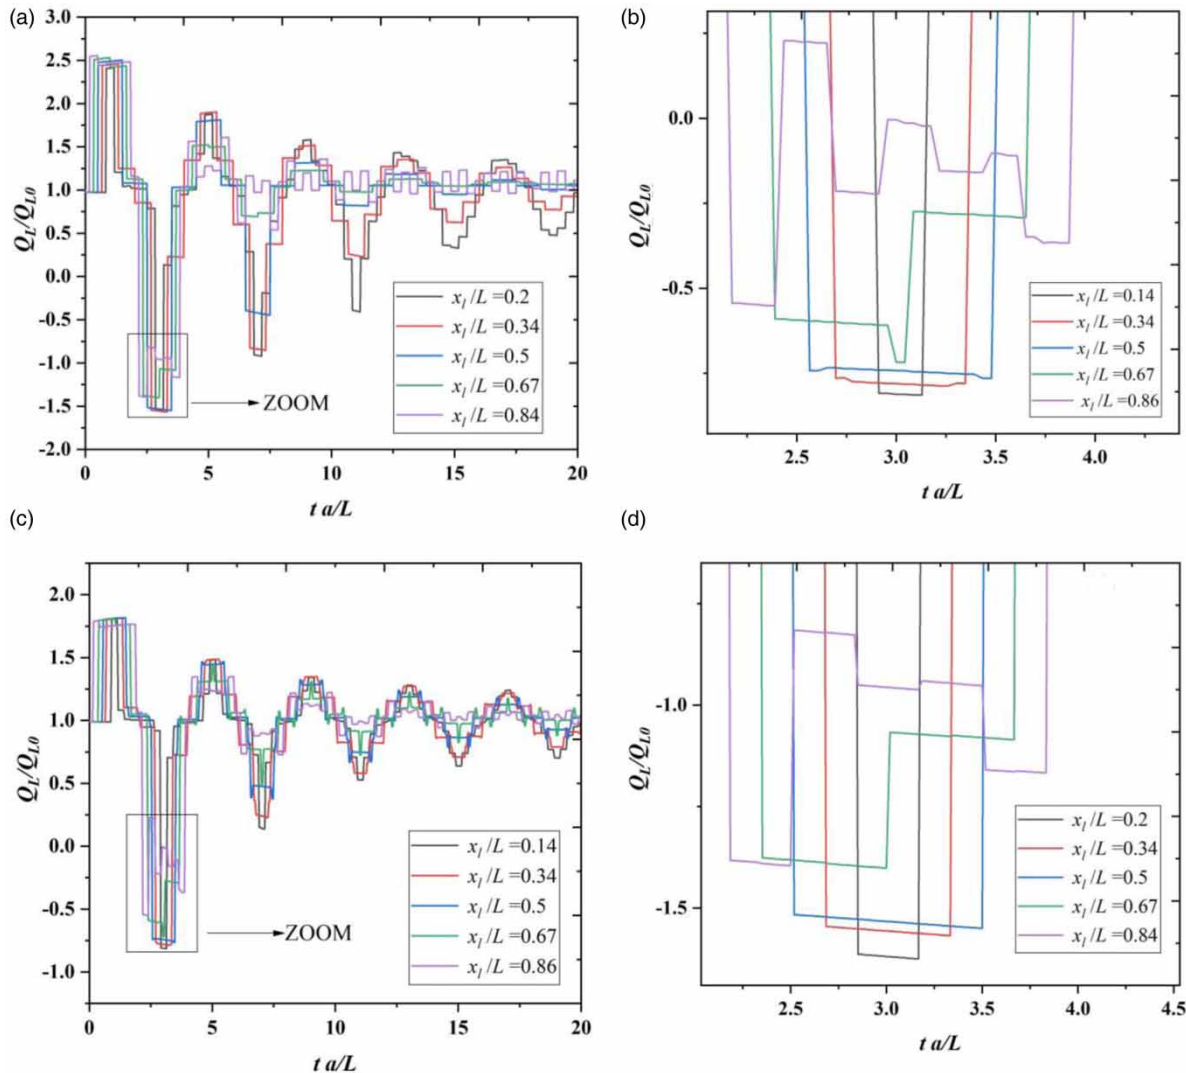 (a)
3.0
2.5
2.0
1.5
1.0
0.5
0.0
-0.5
-1.0
-1.5
-2.0
Q_L/Q_L0
0 5 10 15 20
t a/L
x_l /L =0.2
x_l /L =0.34
x_l /L =0.5
x_l /L =0.67
x_l /L =0.84
ZOOM
(b)
0.0
-0.5
Q_L/Q_L0
2.5 3.0 3.5 4.0
t a/L
x_l /L =0.14
x_l /L =0.34
x_l /L =0.5
x_l /L =0.67
x_l /L =0.86
(c)
2.0
1.5
1.0
0.5
0.0
-0.5
-1.0
Q_L/Q_L0
0 5 10 15 20
t a/L
x_l /L =0.14
x_l /L =0.34
x_l /L =0.5
x_l /L =0.67
x_l /L =0.86
ZOOM
(d)
-1.0
-1.5
Q_L/Q_L0
2.5 3.0 3.5 4.0 4.5
t a/L
x_l /L =0.2
x_l /L =0.34
x_l /L =0.5
x_l /L =0.67
x_l /L =0.84